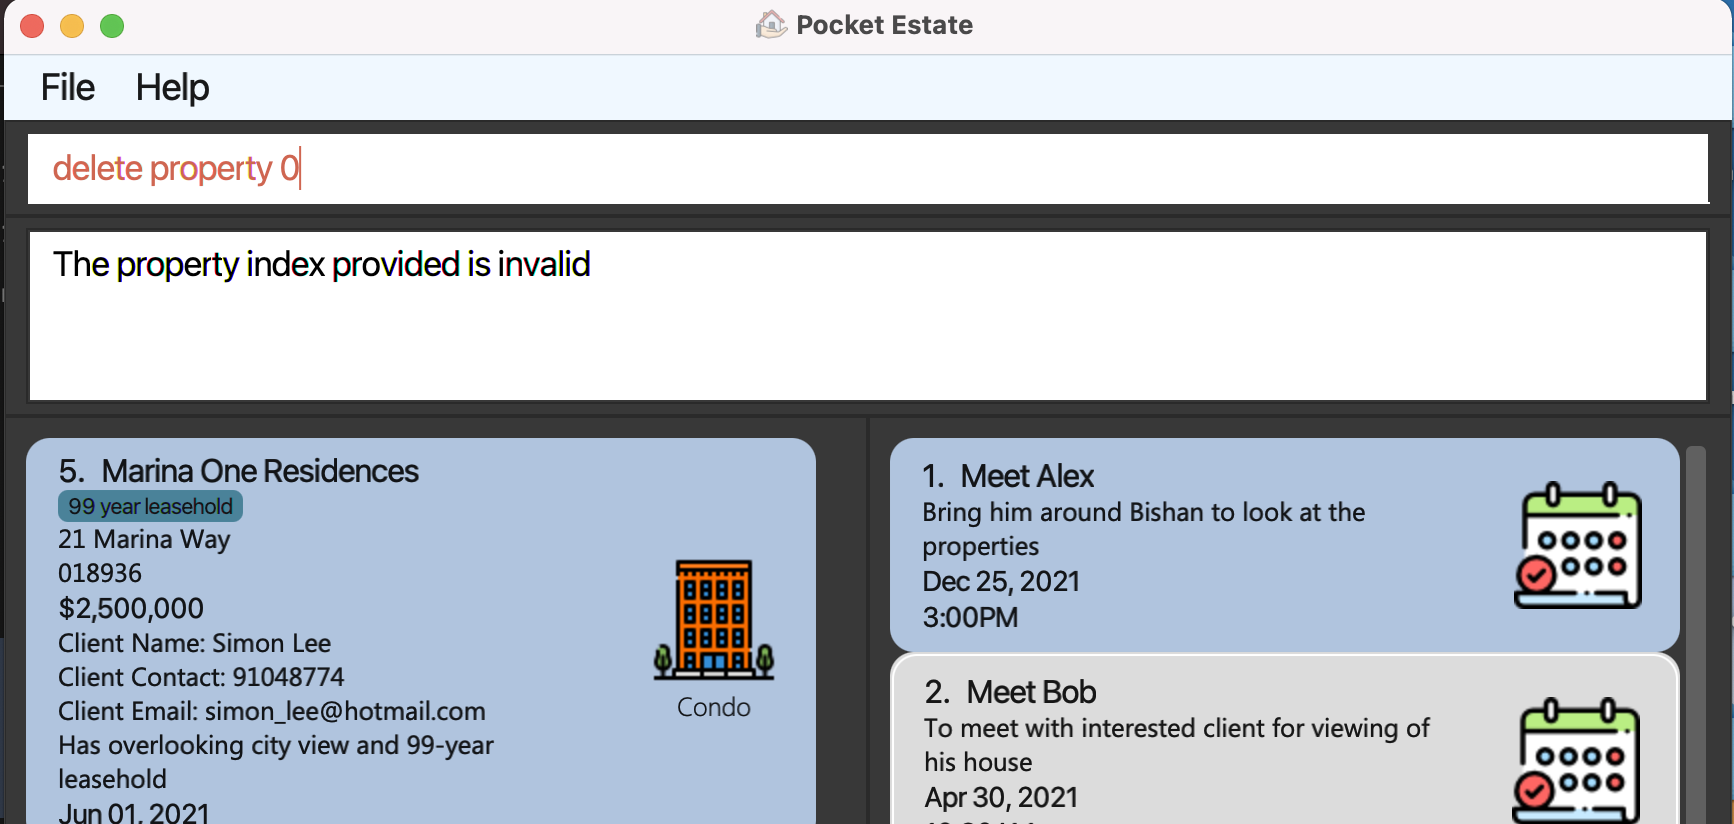 Pocket Estate
File Help
delete property 0
The property index provided is invalid
5. Marina One Residences
99 year leasehold
21 Marina Way
018936
$2,500,000
Client Name: Simon Lee
Client Contact: 91048774
Client Email: simon_lee@hotmail.com
Has overlooking city view and 99-year
leasehold
Jun 01, 2021
Condo
1. Meet Alex
Bring him around Bishan to look at the
properties
Dec 25, 2021
3:00PM
2. Meet Bob
To meet with interested client for viewing of
his house
Apr 30, 2021